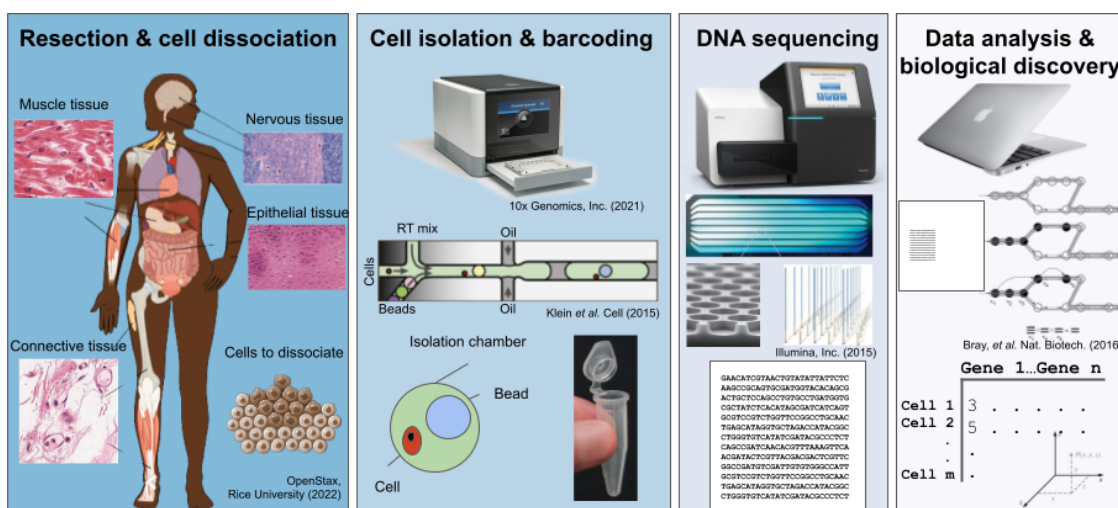 Resection & cell dissociation
Muscle tissue
Nervous tissue
Epithelial tissue
Connective tissue
Cells to dissociate
OpenStax,
Rice University (2022)
Cell isolation & barcoding
10x Genomics, Inc. (2021)
RT mix
Oil
Cells
Beads
Oil
Klein et al. Cell (2015)
Isolation chamber
Bead
Cell
DNA sequencing
Illumina, Inc. (2015)
GAACATCGTAACTGTATATTATTCTC
AAGCCGCAGTGCGATGGTACACAGCG
ACTGCTCCAGCCTGTGCCTGATGGTG
CGCTATCTCACATAGCGATCATCAGT
GCGTCCGTCTGGTTCCGGCCTGCAAC
TGAGCATAGGTGCTAGACCATACGGC
CTGGGTGTCATATCGATACGCCCTCT
CAGCCGATCAACACGTTTAAAGTTCA
ACGATACTCGTTACGACGACTCGTTC
GGCCGATGTCGATTGTGTGGGCCATT
GCGTCCGTCTGGTTCCGGCCTGCAAC
TGAGCATAGGTGCTAGACCATACGGC
CTGGGTGTCATATCGATACGCCCTCT
Data analysis &
biological discovery
Bray, et al. Nat. Biotech. (2016
Gene 1...Gene n
Cell 1 3 . . . . .
Cell 2 5 . . . . .
.
.
Cell m .